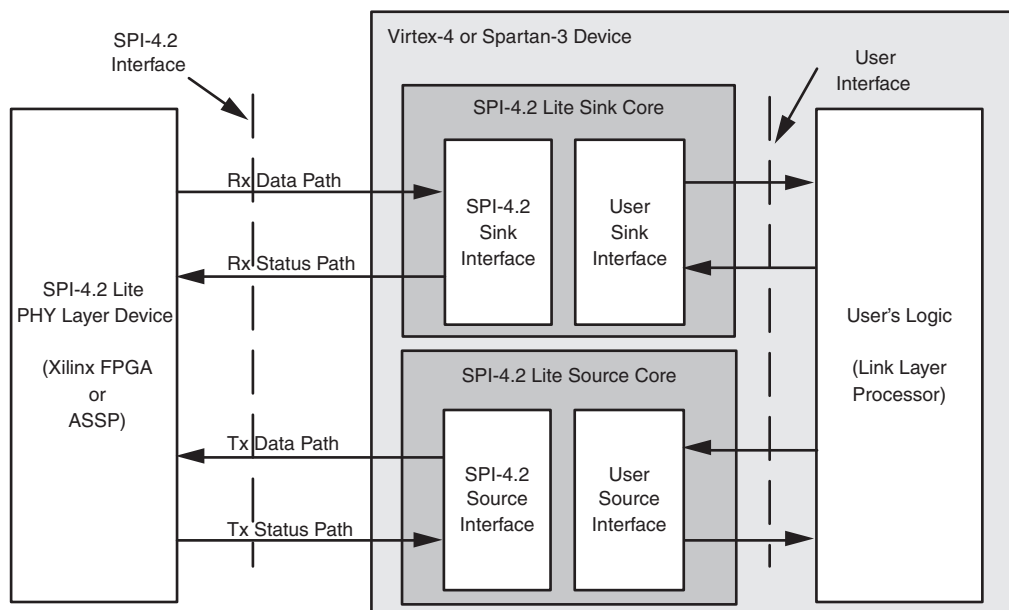 SPI-4.2
Interface
Virtex-4 or Spartan-3 Device
User
Interface
SPI-4.2 Lite Sink Core
Rx Data Path
SPI-4.2
Sink
Interface
User
Sink
Interface
Rx Status Path
SPI-4.2 Lite
PHY Layer Device
(Xilinx FPGA
or
ASSP)
User's Logic
(Link Layer
Processor)
SPI-4.2 Lite Source Core
Tx Data Path
SPI-4.2
Source
Interface
User
Source
Interface
Tx Status Path